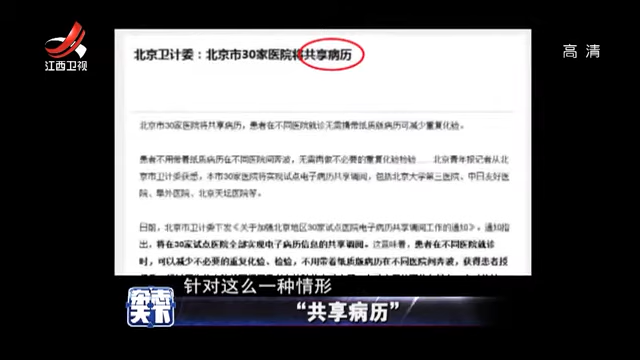 江西卫视
高清
北京卫计委：北京市30家医院将共享病历
北京市30家医院将共享病历，患者在不同医院就诊无需携带纸质版病历可减少重复化验。
患者不用带着纸质病历在不同医院间奔波，无需再做不必要的重复化验检验……北京青年报记者从北
京市卫计委获悉，本市30家医院将实现试点电子病历共享调阅，包括北京大学第三医院、中日友好医
院、阜外医院、北京天坛医院等。
日前，北京市卫计委下发《关于加强北京地区30家试点医院电子病历共享调阅工作的通知》，通知指
出，将在30家试点医院全部实现电子病历信息的共享调阅。这意味着，患者在不同医院就诊
时，可以减少不必要的重复化验、检验，不用带着纸质版病历在不同医院间奔波，获得患者授
针对这么一种情形
杂志天下
“共享病历”